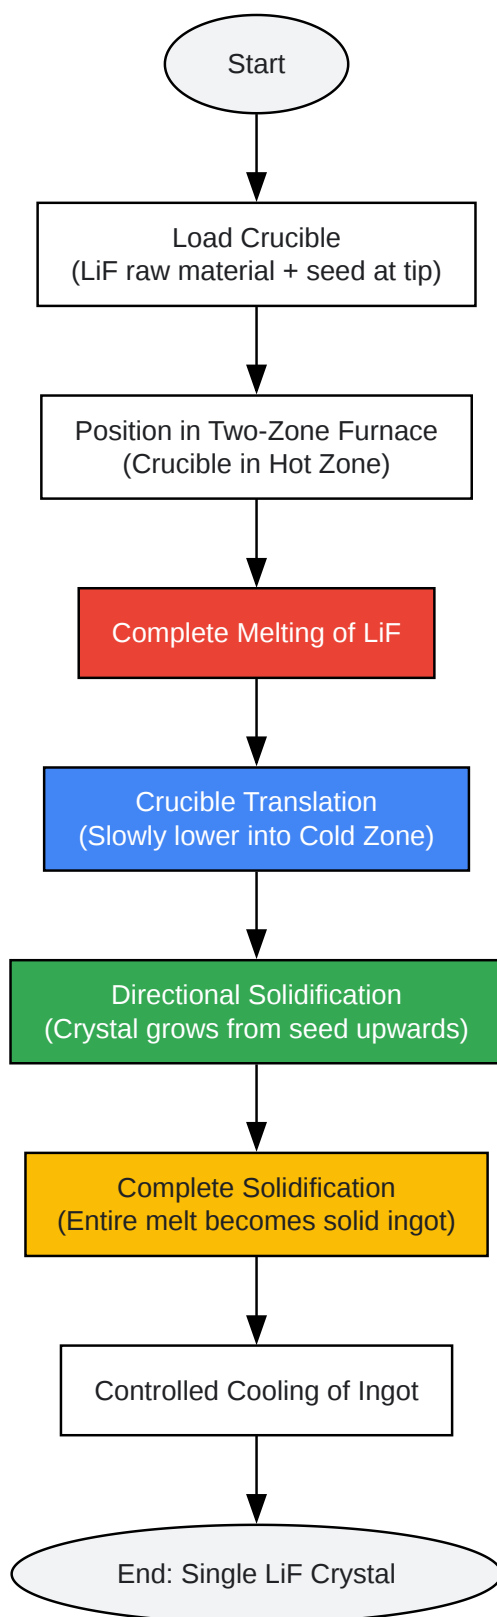 Start
Load Crucible
(LiF raw material + seed at tip)
Position in Two-Zone Furnace
(Crucible in Hot Zone)
Complete Melting of LiF
Crucible Translation
(Slowly lower into Cold Zone)
Directional Solidification
(Crystal grows from seed upwards)
Complete Solidification
(Entire melt becomes solid ingot)
Controlled Cooling of Ingot
End: Single LiF Crystal